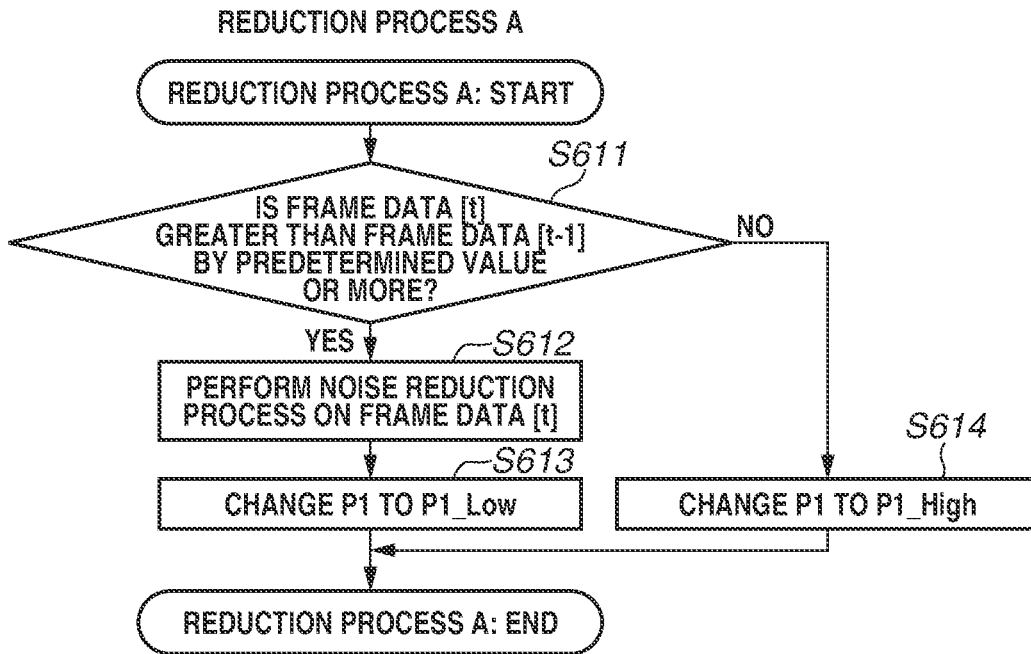 REDUCTION PROCESS A
REDUCTION PROCESS A: START
S611
IS FRAME DATA [t]
GREATER THAN FRAME DATA [t-1]
BY PREDETERMINED VALUE
OR MORE?
NO
YES
S612
PERFORM NOISE REDUCTION
PROCESS ON FRAME DATA [t]
S613
CHANGE P1 TO P1_Low
S614
CHANGE P1 TO P1_High
REDUCTION PROCESS A: END